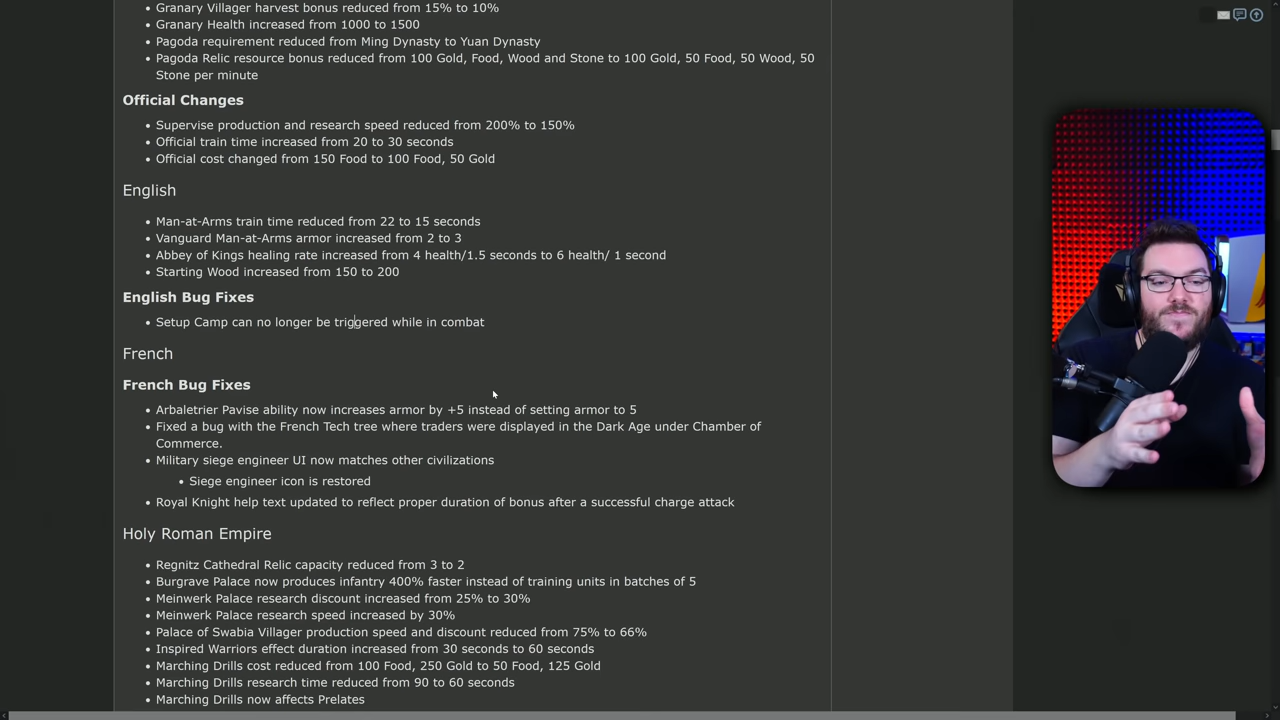 Granary Villager harvest bonus reduced from 15% to 10%
Granary Health increased from 1000 to 1500
Pagoda requirement reduced from Ming Dynasty to Yuan Dynasty
Pagoda Relic resource bonus reduced from 100 Gold, Food, Wood and Stone to 100 Gold, 50 Food, 50 Wood, 50
Stone per minute
Official Changes
Supervise production and research speed reduced from 200% to 150%
Official train time increased from 20 to 30 seconds
Official cost changed from 150 Food to 100 Food, 50 Gold
English
Man-at-Arms train time reduced from 22 to 15 seconds
Vanguard Man-at-Arms armor increased from 2 to 3
Abbey of Kings healing rate increased from 4 health/1.5 seconds to 6 health/ 1 second
Starting Wood increased from 150 to 200
English Bug Fixes
Setup Camp can no longer be triggered while in combat
French
French Bug Fixes
Arbaletrier Pavise ability now increases armor by +5 instead of setting armor to 5
Fixed a bug with the French Tech tree where traders were displayed in the Dark Age under Chamber of
Commerce.
Military siege engineer UI now matches other civilizations
Siege engineer icon is restored
Royal Knight help text updated to reflect proper duration of bonus after a successful charge attack
Holy Roman Empire
Regnitz Cathedral Relic capacity reduced from 3 to 2
Burgrave Palace now produces infantry 400% faster instead of training units in batches of 5
Meinwerk Palace research discount increased from 25% to 30%
Meinwerk Palace research speed increased by 30%
Palace of Swabia Villager production speed and discount reduced from 75% to 66%
Inspired Warriors effect duration increased from 30 seconds to 60 seconds
Marching Drills cost reduced from 100 Food, 250 Gold to 50 Food, 125 Gold
Marching Drills research time reduced from 90 to 60 seconds
Marching Drills now affects Prelates